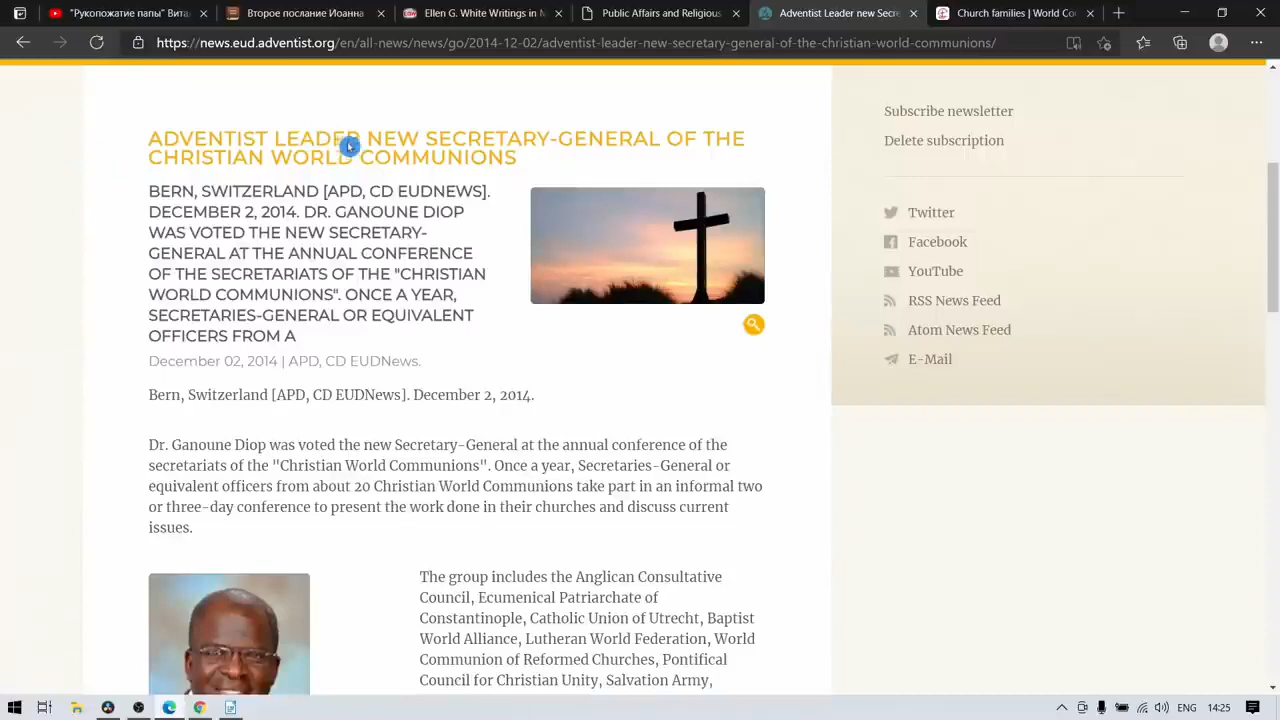 "Рукописание папы"
Второе послание Иоанна
Ellen G. White Writings in
Public Affairs and Religious
Adventist Leader new Secre
Church families | World Co
https://news.eud.adventist.org/en/all-news/news/go/2014-12-02/adventist-leader-new-secretary-general-of-the-christian-world-communions/
ADVENTIST LEADER NEW SECRETARY-GENERAL OF THE
CHRISTIAN WORLD COMMUNIONS
BERN, SWITZERLAND [APD, CD EUDNEWS].
DECEMBER 2, 2014. DR. GANOUNE DIOP
WAS VOTED THE NEW SECRETARY-
GENERAL AT THE ANNUAL CONFERENCE
OF THE SECRETARIATS OF THE "CHRISTIAN
WORLD COMMUNIONS". ONCE A YEAR,
SECRETARIES-GENERAL OR EQUIVALENT
OFFICERS FROM A
December 02, 2014 | APD, CD EUDNews.
Bern, Switzerland [APD, CD EUDNews]. December 2, 2014.
Dr. Ganoune Diop was voted the new Secretary-General at the annual conference of the
secretariats of the "Christian World Communions". Once a year, Secretaries-General or
equivalent officers from about 20 Christian World Communions take part in an informal two
or three-day conference to present the work done in their churches and discuss current
issues.
The group includes the Anglican Consultative
Council, Ecumenical Patriarchate of
Constantinople, Catholic Union of Utrecht, Baptist
World Alliance, Lutheran World Federation, World
Communion of Reformed Churches, Pontifical
Council for Christian Unity, Salvation Army,
Subscribe newsletter
Delete subscription
Twitter
Facebook
YouTube
RSS News Feed
Atom News Feed
E-Mail
ENG
14:25